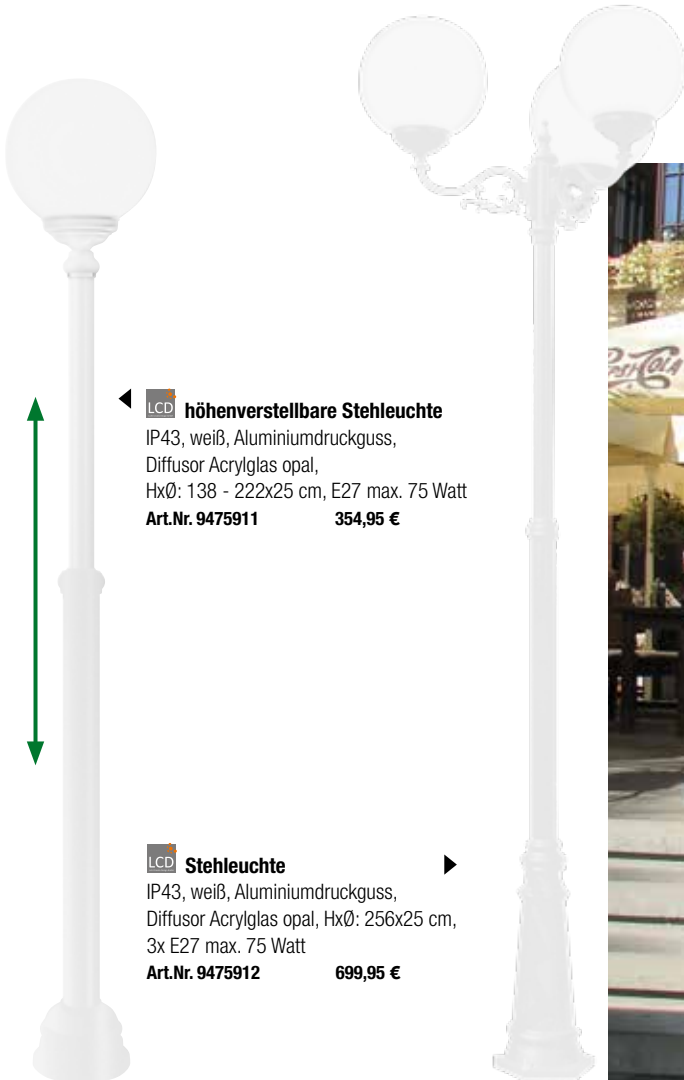 LCD höhenverstellbare Stehleuchte
IP43, weiß, Aluminiumdruckguss,
Diffusor Acrylglas opal,
HxØ: 138 - 222x25 cm, E27 max. 75 Watt
Art.Nr. 9475911 354,95 €
LCD Stehleuchte
IP43, weiß, Aluminiumdruckguss,
Diffusor Acrylglas opal, HxØ: 256x25 cm,
3x E27 max. 75 Watt
Art.Nr. 9475912 699,95 €